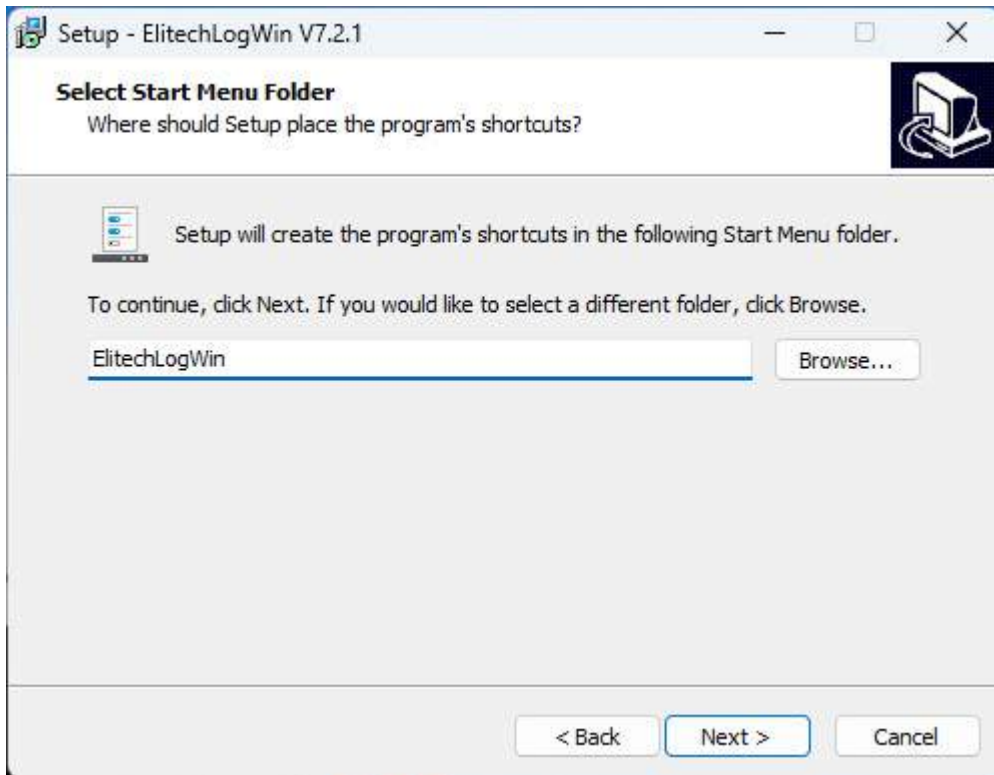 Setup - ElitechLogWin V7.2.1
Select Start Menu Folder
Where should Setup place the program's shortcuts?
Setup will create the program's shortcuts in the following Start Menu folder.
To continue, click Next. If you would like to select a different folder, click Browse.
ElitechLogWin
Browse...
< Back
Next >
Cancel